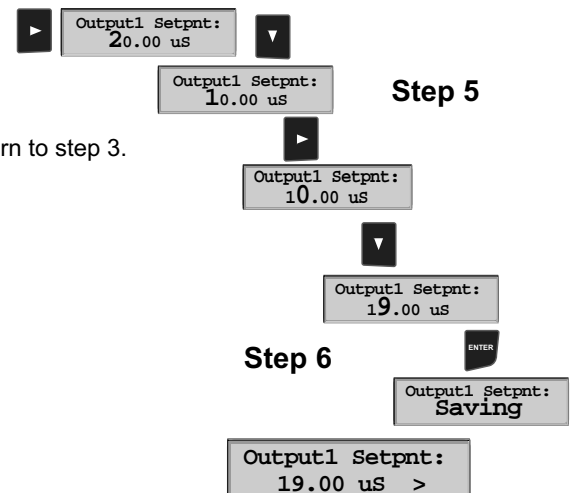 Output1 Setpnt:
20.00 uS
Output1 Setpnt:
10.00 uS
Step 5
rn to step 3.
Output1 Setpnt:
10.00 uS
Output1 Setpnt:
19.00 uS
Step 6
ENTER
Output1 Setpnt:
Saving
Output1 Setpnt:
19.00 uS >